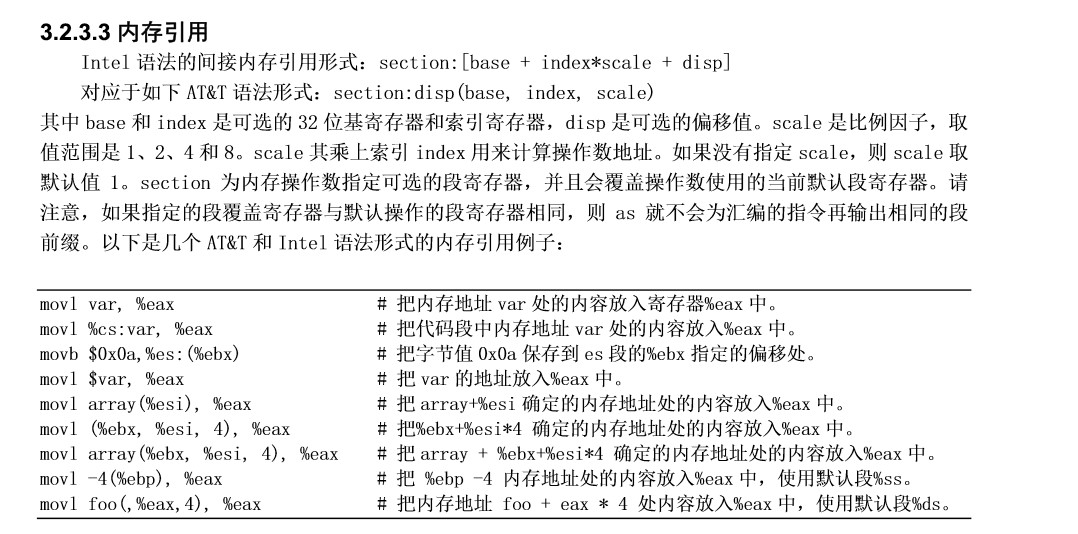 3.2.3.3 内存引用
Intel 语法的间接内存引用形式：section:[base + index*scale + disp]
对应于如下 AT&T 语法形式：section:disp(base, index, scale)
其中 base 和 index 是可选的 32 位基寄存器和索引寄存器，disp 是可选的偏移值。scale 是比例因子，取
值范围是 1、2、4 和 8。scale 其乘上索引 index 用来计算操作数地址。如果没有指定 scale，则 scale 取
默认值 1。section 为内存操作数指定可选的段寄存器，并且会覆盖操作数使用的当前默认段寄存器。请
注意，如果指定的段覆盖寄存器与默认操作的段寄存器相同，则 as 就不会为汇编的指令再输出相同的段
前缀。以下是几个 AT&T 和 Intel 语法形式的内存引用例子：
movl var, %eax # 把内存地址 var 处的内容放入寄存器%eax 中。
movl %cs:var, %eax # 把代码段中内存地址 var 处的内容放入%eax 中。
movb $0x0a,%es:(%ebx) # 把字节值 0x0a 保存到 es 段的%ebx 指定的偏移处。
movl $var, %eax # 把 var 的地址放入%eax 中。
movl array(%esi), %eax # 把 array+%esi 确定的内存地址处的内容放入%eax 中。
movl (%ebx, %esi, 4), %eax # 把%ebx+%esi*4 确定的内存地址处的内容放入%eax 中。
movl array(%ebx, %esi, 4), %eax # 把 array + %ebx+%esi*4 确定的内存地址处的内容放入%eax 中。
movl -4(%ebp), %eax # 把 %ebp -4 内存地址处的内容放入%eax 中，使用默认段%ss。
movl foo(,%eax,4), %eax # 把内存地址 foo + eax * 4 处内容放入%eax 中，使用默认段%ds。